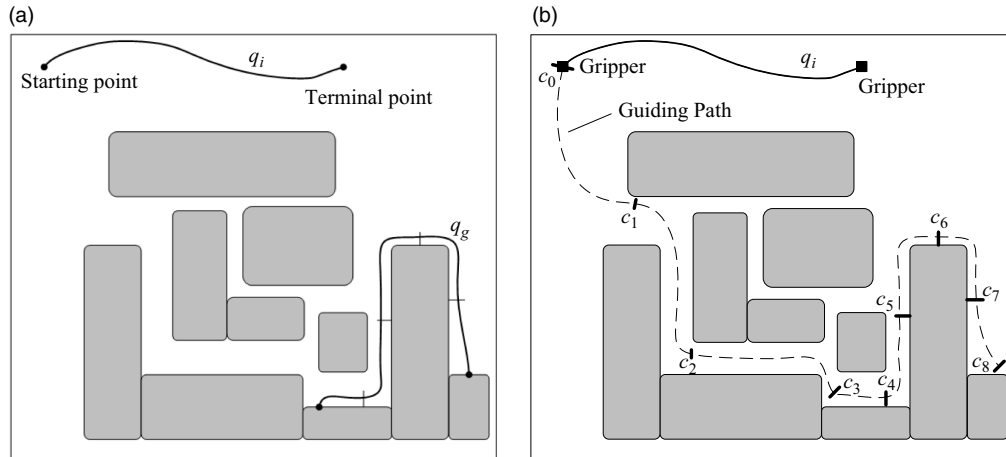 (a)
q_i
Starting point
Terminal point
q_g
(b)
q_i
c_0
Gripper
Gripper
Guiding Path
c_1
c_6
c_7
c_5
c_2
c_8
c_3
c_4